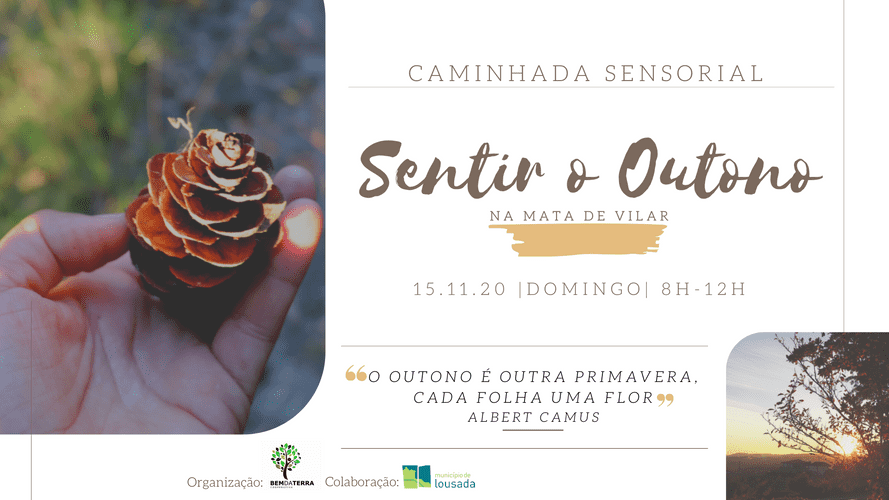 CAMINHADA SENSORIAL
Sentir o Outono
NA MATA DE VILAR
15.11.20 |DOMINGO| 8H-12H
❝O OUTONO É OUTRA PRIMAVERA,
CADA FOLHA UMA FLOR❞
ALBERT CAMUS
Organização: BEMDATERRA
Colaboração: município de
lousada